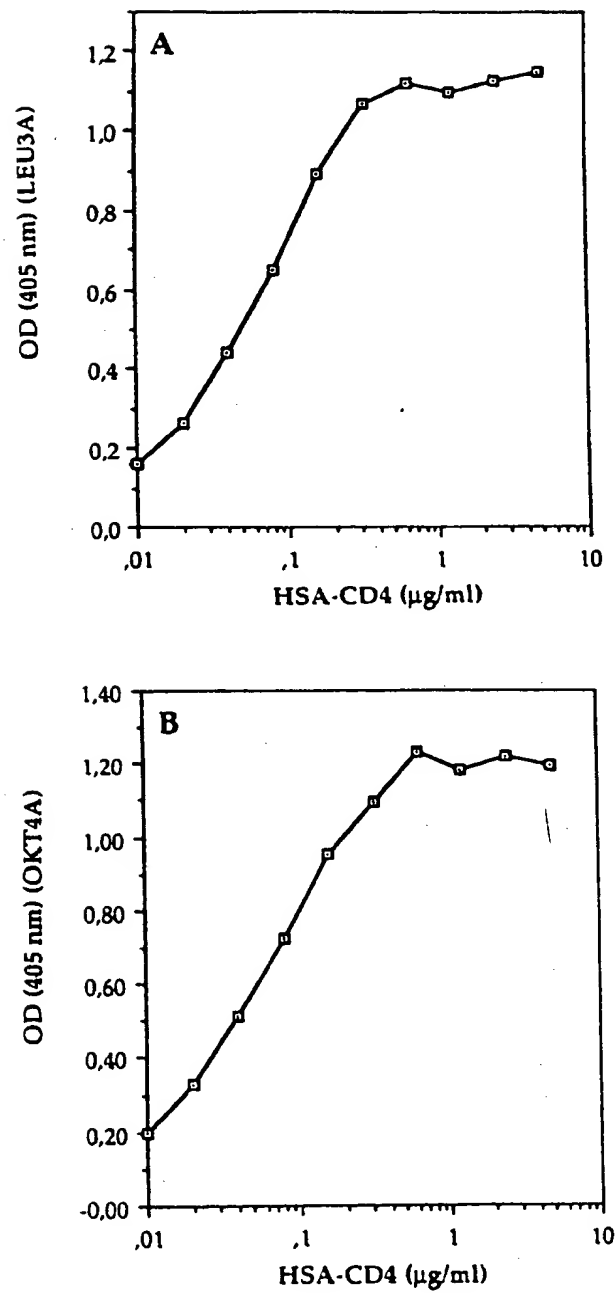 A
OD (405 nm) (LEU3A)
1,2
1,0
0,8
0,6
0,4
0,2
0,0
,01 ,1 1 10
HSA-CD4 (µg/ml)
B
OD (405 nm) (OKT4A)
1,40
1,20
1,00
0,80
0,60
0,40
0,20
-0,00
,01 ,1 1 10
HSA-CD4 (µg/ml)